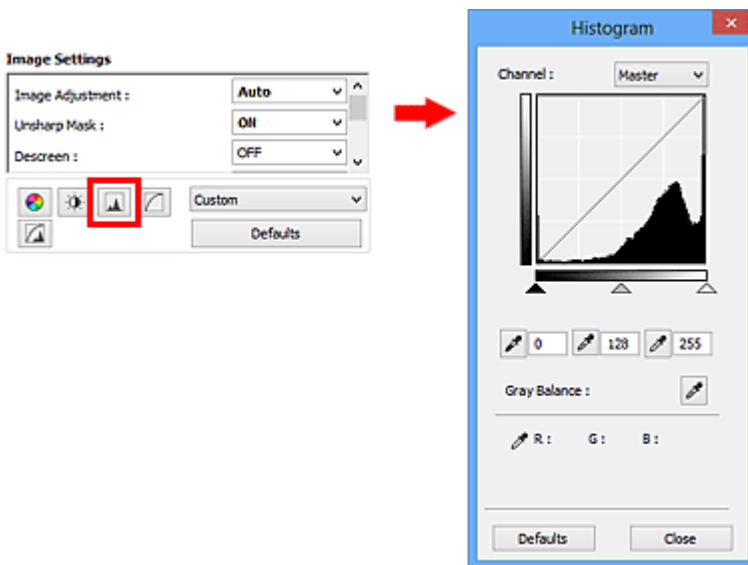 Image Settings
Image Adjustment : Auto
Unsharp Mask : ON
Descreen : OFF
Custom
Defaults
Histogram
Channel : Master
0 128 255
Gray Balance :
R : G : B :
Defaults Close